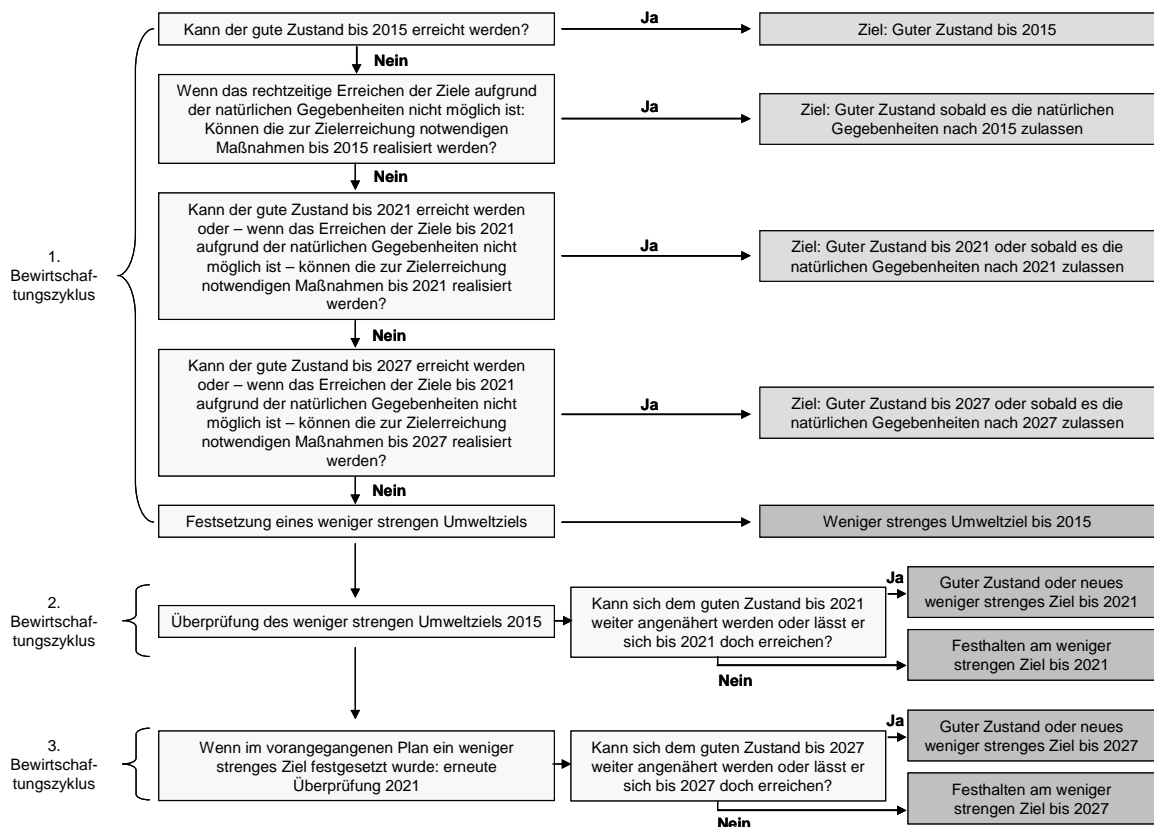 Kann der gute Zustand bis 2015 erreicht werden?
Ja
Ziel: Guter Zustand bis 2015
Nein
Wenn das rechtzeitige Erreichen der Ziele aufgrund
der natürlichen Gegebenheiten nicht möglich ist:
Können die zur Zielerreichung notwendigen
Maßnahmen bis 2015 realisiert werden?
Ja
Ziel: Guter Zustand sobald es die natürlichen
Gegebenheiten nach 2015 zulassen
Nein
1.
Bewirtschaf-
tungszyklus
Kann der gute Zustand bis 2021 erreicht werden
oder – wenn das Erreichen der Ziele bis 2021
aufgrund der natürlichen Gegebenheiten nicht
möglich ist – können die zur Zielerreichung
notwendigen Maßnahmen bis 2021 realisiert
werden?
Ja
Ziel: Guter Zustand bis 2021 oder sobald es die
natürlichen Gegebenheiten nach 2021 zulassen
Nein
Kann der gute Zustand bis 2027 erreicht werden
oder – wenn das Erreichen der Ziele bis 2021
aufgrund der natürlichen Gegebenheiten nicht
möglich ist – können die zur Zielerreichung
notwendigen Maßnahmen bis 2027 realisiert
werden?
Ja
Ziel: Guter Zustand bis 2027 oder sobald es die
natürlichen Gegebenheiten nach 2027 zulassen
Nein
Festsetzung eines weniger strengen Umweltziels
Weniger strenges Umweltziel bis 2015
2.
Bewirtschaf-
tungszyklus
Überprüfung des weniger strengen Umweltziels 2015
Kann sich dem guten Zustand bis 2021
weiter angenähert werden oder lässt er
sich bis 2021 doch erreichen?
Ja
Guter Zustand oder neues
weniger strenges Ziel bis 2021
Nein
Festhalten am weniger
strengen Ziel bis 2021
3.
Bewirtschaf-
tungszyklus
Wenn im vorangegangenen Plan ein weniger
strenges Ziel festgesetzt wurde: erneute
Überprüfung 2021
Kann sich dem guten Zustand bis 2027
weiter angenähert werden oder lässt er
sich bis 2027 doch erreichen?
Ja
Guter Zustand oder neues
weniger strenges Ziel bis 2027
Nein
Festhalten am weniger
strengen Ziel bis 2027